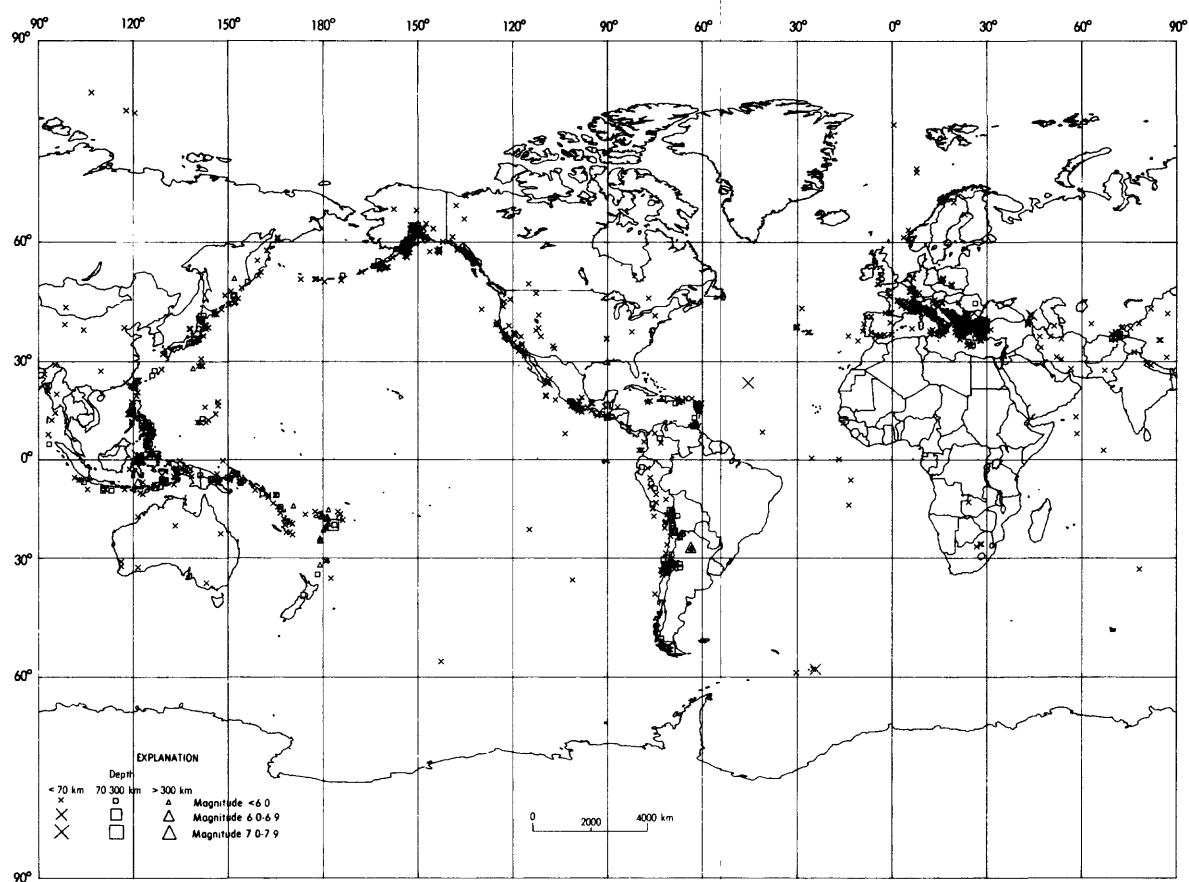 90° 120° 150° 180° 150° 120° 90° 60° 30° 0° 30° 60° 90°
90°
60°
30°
0°
30°
60°
90°
EXPLANATION
Depth
< 70 km 70 300 km > 300 km
Magnitude <6 0
Magnitude 6 0-6 9
Magnitude 7 0-7 9
0 2000 4000 km